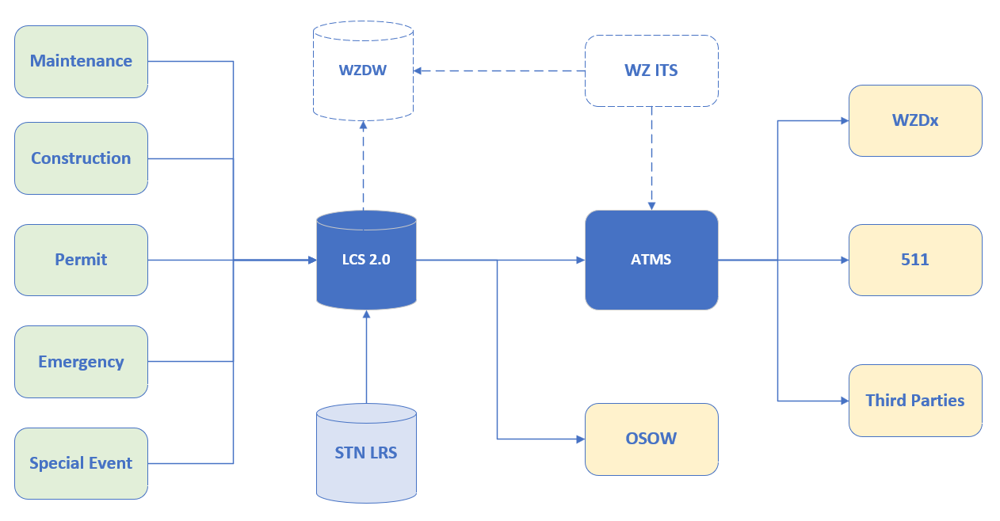 Maintenance
Construction
Permit
Emergency
Special Event
WZDW
LCS 2.0
STN LRS
WZ ITS
ATMS
OSOW
WZDx
511
Third Parties